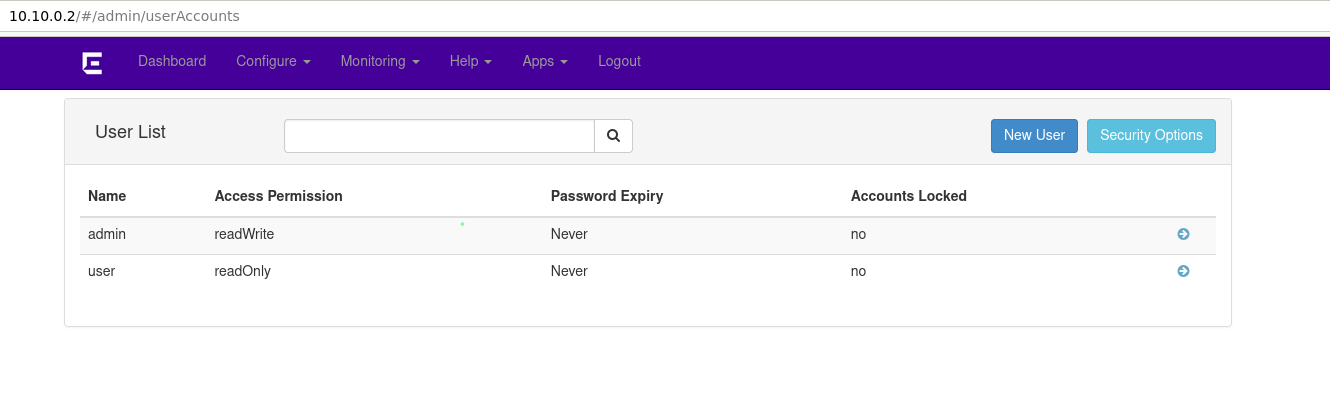 10.10.0.2/#/admin/userAccounts
Dashboard Configure Monitoring Help Apps Logout
User List New User Security Options
Name Access Permission Password Expiry Accounts Locked
admin readWrite Never no
user readOnly Never no